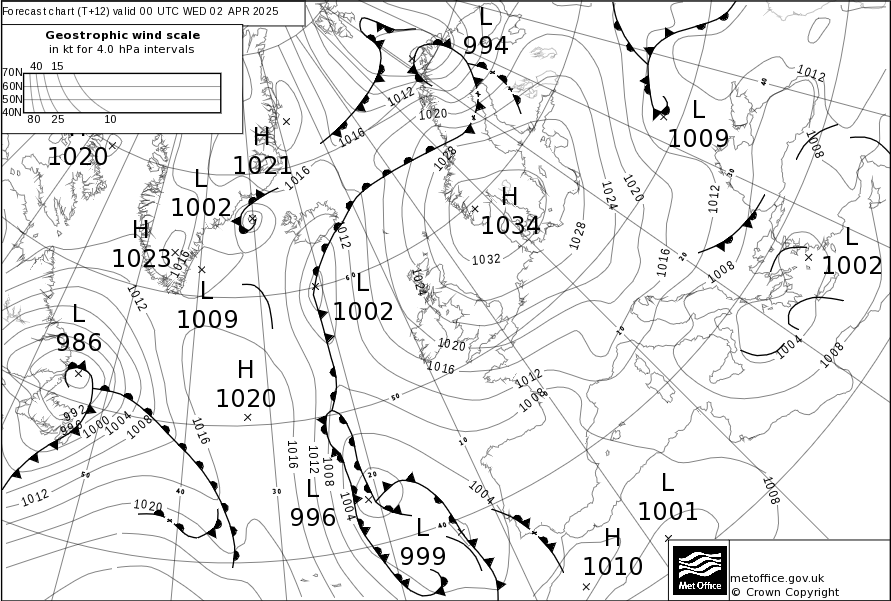 Forecast chart (T+12) valid 00 UTC WED 02 APR 2025
Geostrophic wind scale
in kt for 4.0 hPa intervals
40 15
70N
60N
50N
40N
80 25 10
L
994
1012
1020
1016
1012
L
1009
H
1020
H
1021
1016
L
1002
1028
H
1034
1024
1020
1012
1008
H
1023
1016
1012
1028
1032
1016
1008
L
1002
L
1009
1012
L
1002
1024
L
986
1020
1016
1004
1008
H
1020
1012
1008
992
996
1000
1004
1008
1016
1016
1012
1008
1004
1012
1020
L
996
L
999
1004
L
1001
1008
H
1010
60
50
50
40
30
20
10
40
10
20
30
40
Met Office
metoffice.gov.uk
© Crown Copyright